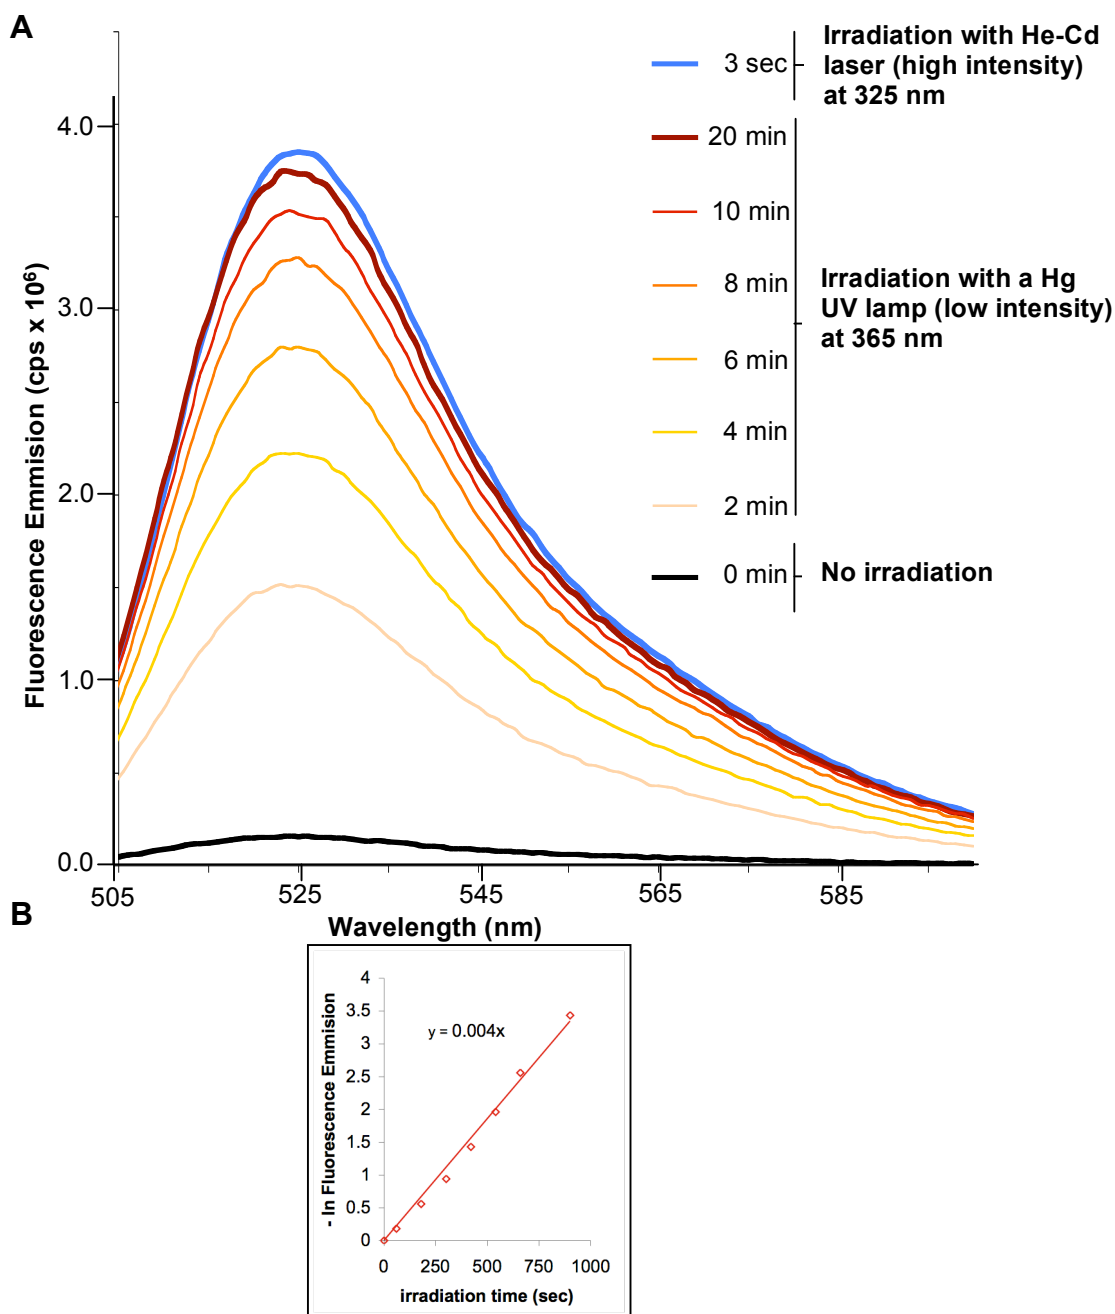 A
3 sec
Irradiation with He-Cd
laser (high intensity)
at 325 nm
20 min
10 min
8 min
6 min
4 min
2 min
Irradiation with a Hg
UV lamp (low intensity)
at 365 nm
0 min
No irradiation
Fluorescence Emmision (cps x 10⁶)
4.0
3.0
2.0
1.0
0.0
505
525
545
565
585
Wavelength (nm)
B
- ln Fluorescence Emmision
4
3.5
3
2.5
2
1.5
1
0.5
0
y = 0.004x
0
250
500
750
1000
irradiation time (sec)